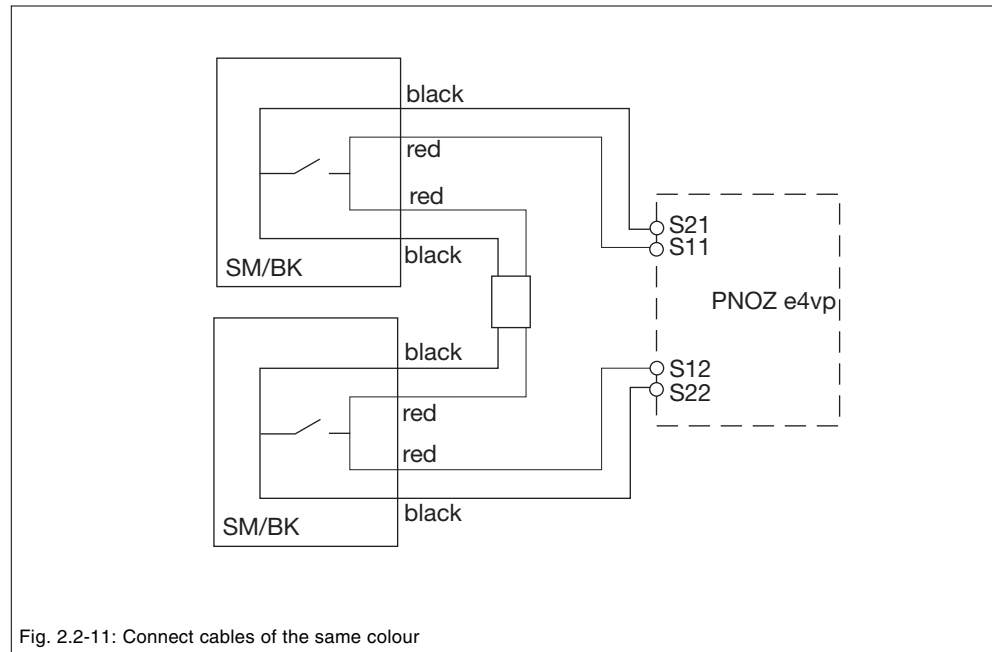 black
red
red
black
SM/BK
S21
S11
PNOZ e4vp
black
red
red
black
SM/BK
S12
S22
Fig. 2.2-11: Connect cables of the same colour